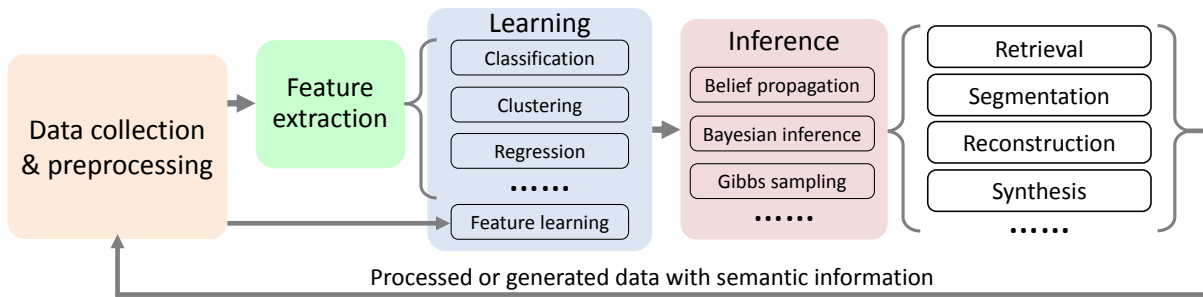 Data collection
& preprocessing
Feature
extraction
Learning
Classification
Clustering
Regression
......
Feature learning
Inference
Belief propagation
Bayesian inference
Gibbs sampling
......
Retrieval
Segmentation
Reconstruction
Synthesis
......
Processed or generated data with semantic information